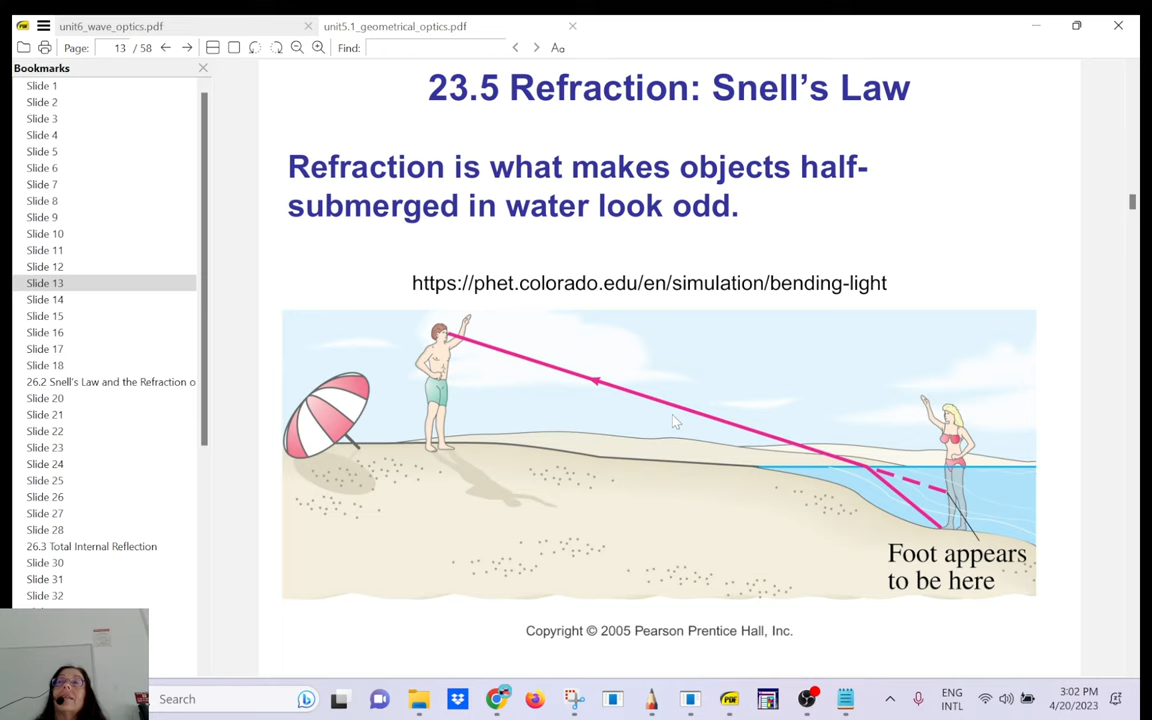 unit6_wave_optics.pdf
unit5.1_geometrical_optics.pdf
Page: 13 / 58
Find:
Aa
Bookmarks
Slide 1
Slide 2
Slide 3
Slide 4
Slide 5
Slide 6
Slide 7
Slide 8
Slide 9
Slide 10
Slide 11
Slide 12
Slide 13
Slide 14
Slide 15
Slide 16
Slide 17
Slide 18
26.2 Snell's Law and the Refraction o
Slide 20
Slide 21
Slide 22
Slide 23
Slide 24
Slide 25
Slide 26
Slide 27
Slide 28
26.3 Total Internal Reflection
Slide 30
Slide 31
Slide 32
23.5 Refraction: Snell's Law
Refraction is what makes objects half-
submerged in water look odd.
https://phet.colorado.edu/en/simulation/bending-light
Foot appears
to be here
Copyright © 2005 Pearson Prentice Hall, Inc.
Search
ENG
INTL
3:02 PM
4/20/2023